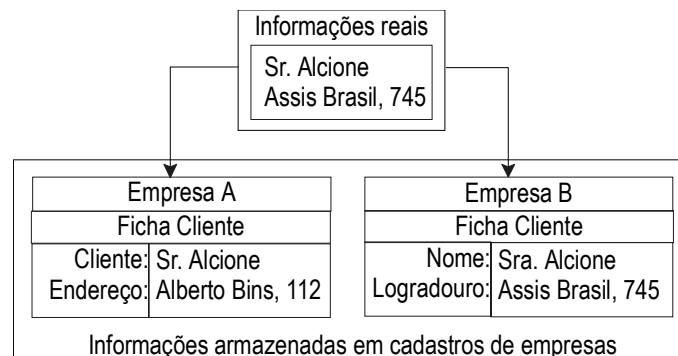 Informações reais
Sr. Alcione
Assis Brasil, 745
Empresa A
Ficha Cliente
Cliente: Sr. Alcione
Endereço: Alberto Bins, 112
Empresa B
Ficha Cliente
Nome: Sra. Alcione
Logradouro: Assis Brasil, 745
Informações armazenadas em cadastros de empresas